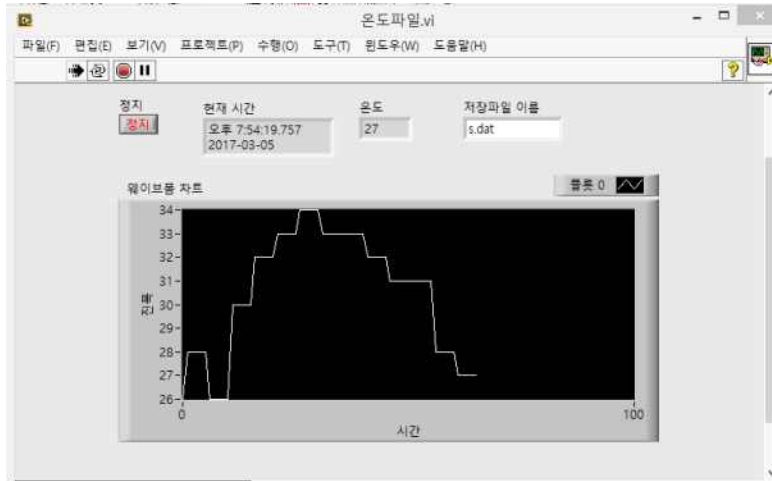 온도파일.vi
파일(F) 편집(E) 보기(V) 프로젝트(P) 수행(O) 도구(T) 윈도우(W) 도움말(H)
정지
정지
현재 시간
오후 7:54:19.757
2017-03-05
온도
27
저장파일 이름
s.dat
웨이브폼 차트
플롯 0
34
33
32
31
30
29
28
27
26
진폭
0
100
시간